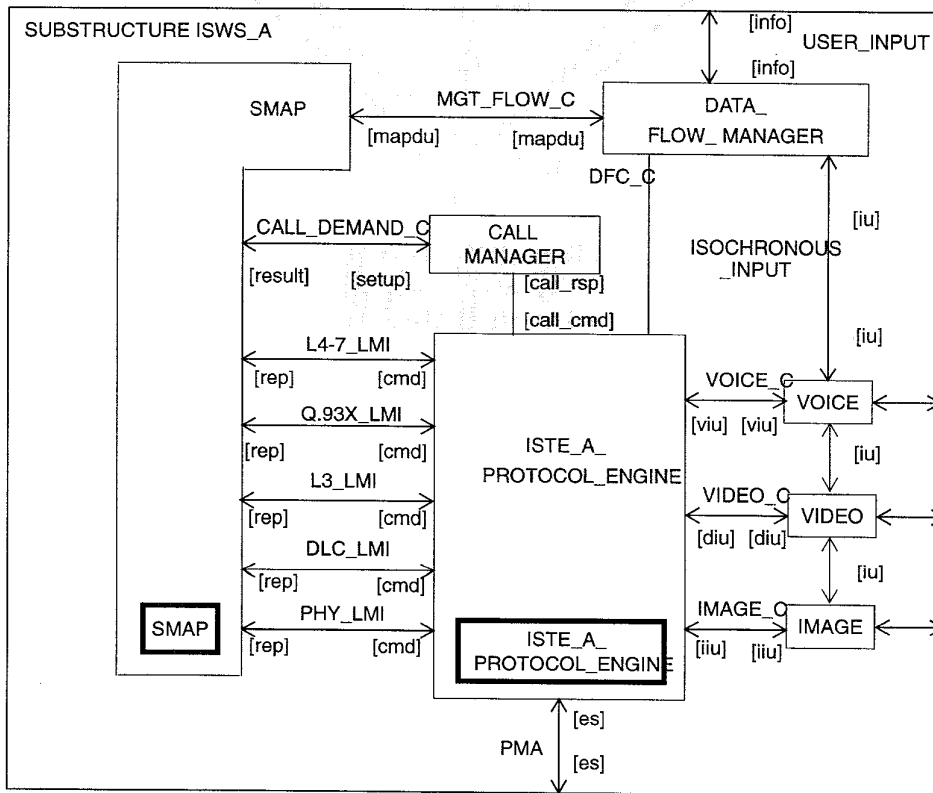 SUBSTRUCTURE ISWS_A
[info]
USER_INPUT
[info]
SMAP
MGT_FLOW_C
[mapdu]
[mapdu]
DATA_
FLOW_ MANAGER
DFC_C
[iu]
CALL_DEMAND_C
CALL
MANAGER
ISOCHRONOUS
_INPUT
[result]
[setup]
[call_rsp]
[call_cmd]
[iu]
L4-7_LMI
[rep]
[cmd]
VOICE_C
VOICE
[viu]
[viu]
Q.93X_LMI
[rep]
[cmd]
ISTE_A_
PROTOCOL_ENGINE
[iu]
L3_LMI
[rep]
[cmd]
VIDEO_C
VIDEO
[diu]
[diu]
DLC_LMI
[rep]
[cmd]
[iu]
SMAP
PHY_LMI
[rep]
[cmd]
ISTE_A_
PROTOCOL_ENGINE
IMAGE_C
IMAGE
[iiu]
[iiu]
[es]
PMA
[es]